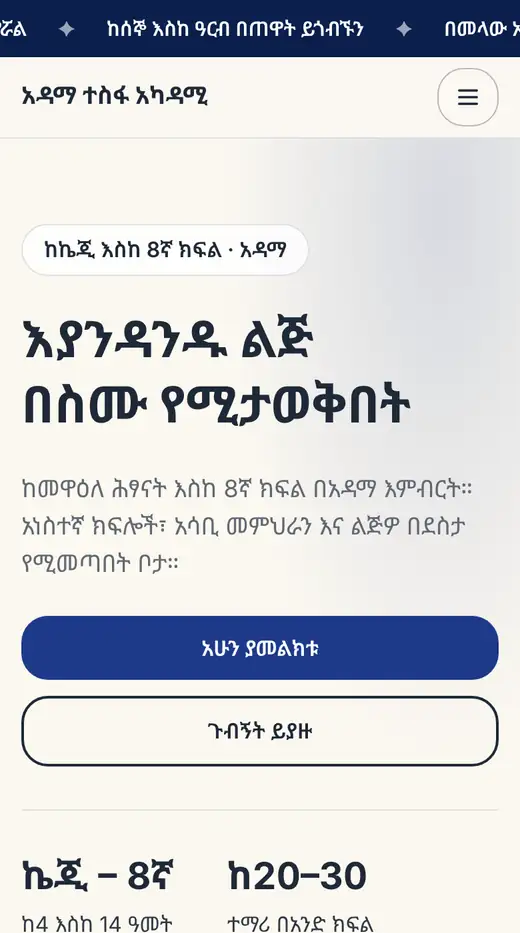 ከሰኞ እስከ ዓርብ በጠዋት ይጎብኙን ✦ በመላው
አዳማ ተስፋ አካዳሚ
ከኬጂ እስከ 8ኛ ክፍል · አዳማ
እያንዳንዱ ልጅ
በስሙ የሚታወቅበት
ከመዋዕለ ሕፃናት እስከ 8ኛ ክፍል በአዳማ እምብርት።
አነስተኛ ክፍሎች፣ አሳቢ መምህራን እና ልጅዎ በደስታ
የሚመጣበት ቦታ።
አሁን ያመልክቱ
ጉብኝት ይያዙ
ኬጂ – 8ኛ ከ20–30
ከ4 እስከ 14 ዓመት ተማሪ በአንድ ክፍል